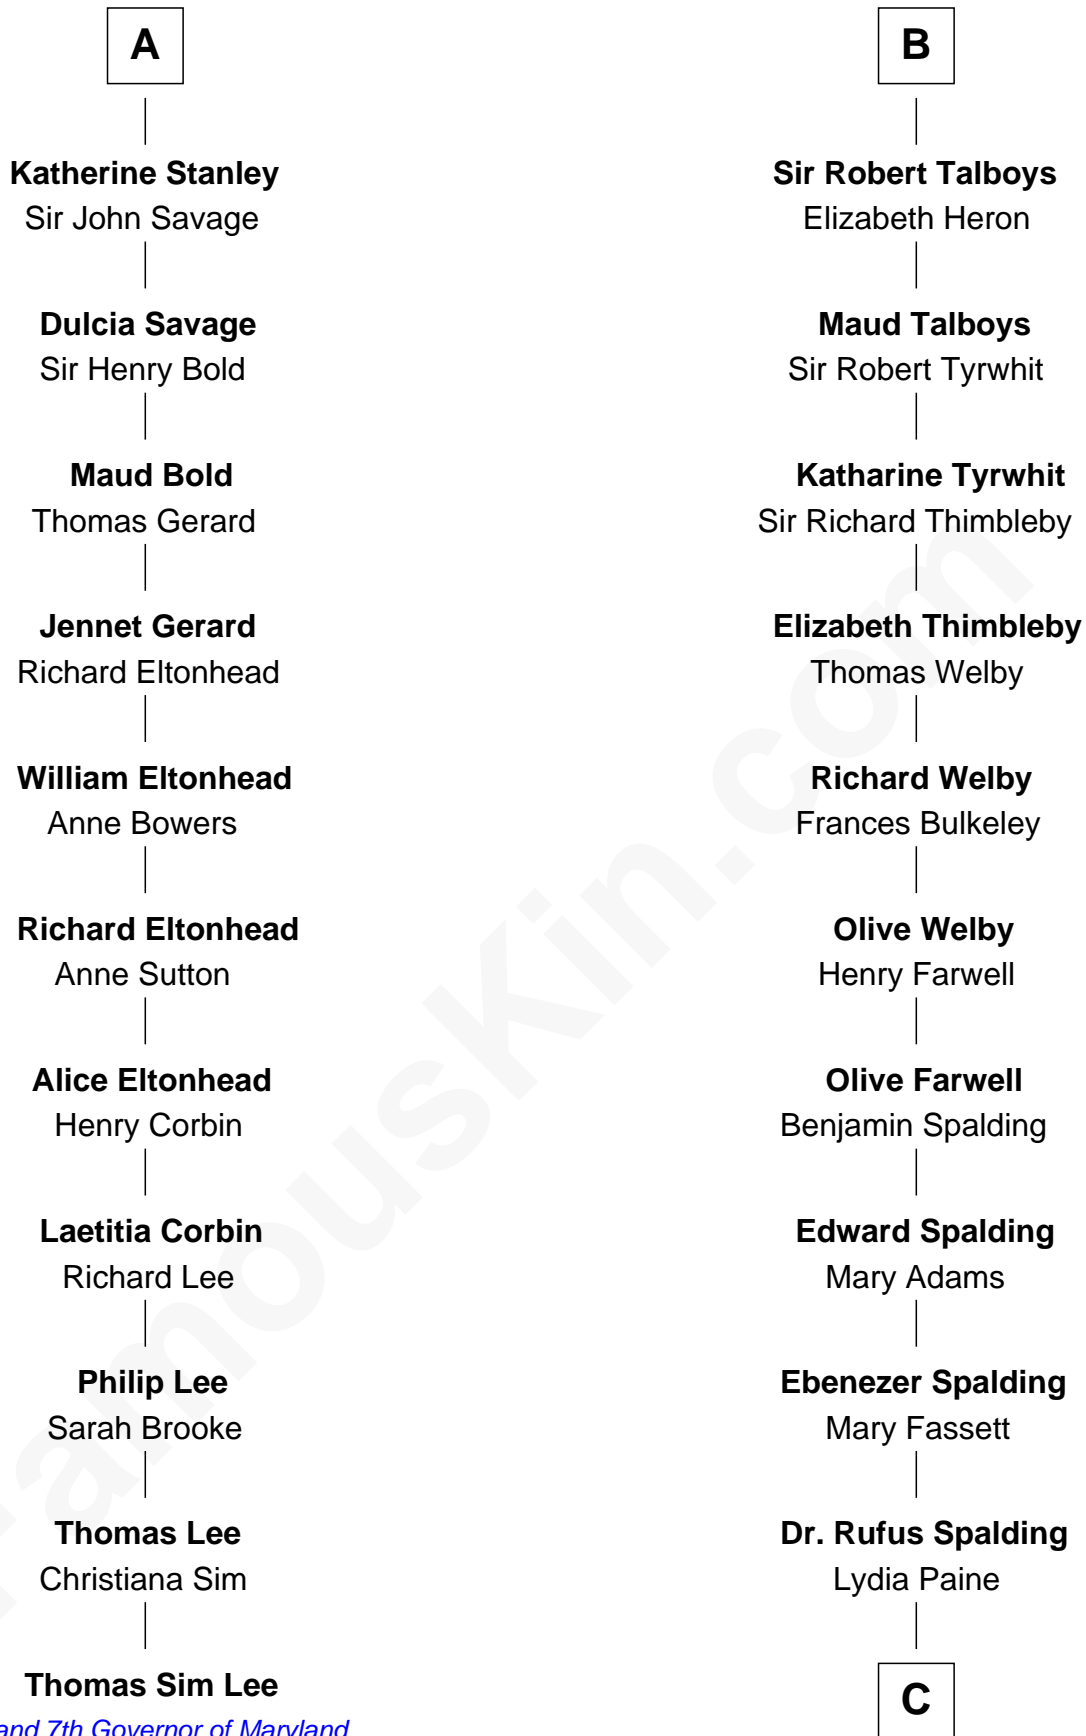 A
Katherine Stanley
Sir John Savage
Dulcia Savage
Sir Henry Bold
Maud Bold
Thomas Gerard
Jennet Gerard
Richard Eltonhead
William Eltonhead
Anne Bowers
Richard Eltonhead
Anne Sutton
Alice Eltonhead
Henry Corbin
Laetitia Corbin
Richard Lee
Philip Lee
Sarah Brooke
Thomas Lee
Christiana Sim
Thomas Sim Lee
and 7th Governor of Maryland
B
Sir Robert Talboys
Elizabeth Heron
Maud Talboys
Sir Robert Tyrwhit
Katharine Tyrwhit
Sir Richard Thimbleby
Elizabeth Thimbleby
Thomas Welby
Richard Welby
Frances Bulkeley
Olive Welby
Henry Farwell
Olive Farwell
Benjamin Spalding
Edward Spalding
Mary Adams
Ebenezer Spalding
Mary Fassett
Dr. Rufus Spalding
Lydia Paine
C
FamousKin.com